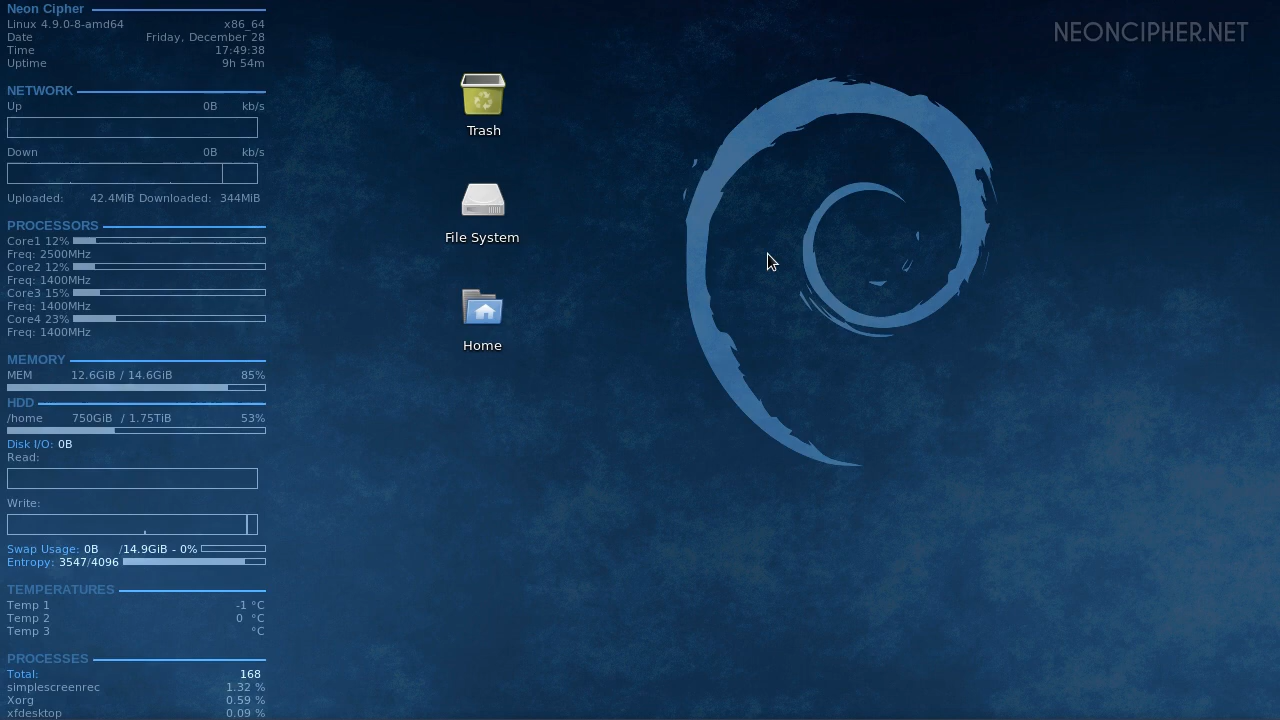 Neon Cipher
Linux 4.9.0-8-amd64 x86_64
Date Friday, December 28
Time 17:49:38
Uptime 9h 54m
NETWORK
Up 0B kb/s
Down 0B kb/s
Uploaded: 42.4MiB Downloaded: 344MiB
PROCESSORS
Core1 12%
Freq: 2500MHz
Core2 12%
Freq: 1400MHz
Core3 15%
Freq: 1400MHz
Core4 23%
Freq: 1400MHz
MEMORY
MEM 12.6GiB / 14.6GiB 85%
HDD
/home 750GiB / 1.75TiB 53%
Disk I/O: 0B
Read:
Write:
Swap Usage: 0B /14.9GiB - 0%
Entropy: 3547/4096
TEMPERATURES
Temp 1 -1 °C
Temp 2 0 °C
Temp 3 °C
PROCESSES
Total: 168
simplescreenrec 1.32 %
Xorg 0.59 %
xfdesktop 0.09 %
Trash
File System
Home
NEONCIPHER.NET